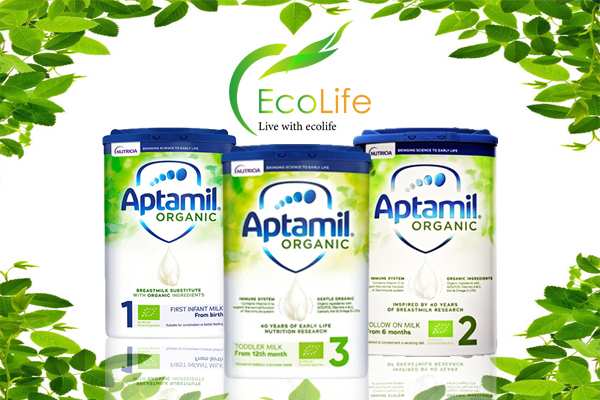 EcoLife
Live with ecolife
NUTRICIA
BRINGING SCIENCE TO EARLY LIFE
Aptamil®
ORGANIC
BREASTMILK SUBSTITUTE
WITH ORGANIC INGREDIENTS
1
FIRST INFANT MILK
From birth
NUTRICIA
BRINGING SCIENCE TO EARLY LIFE
Aptamil®
ORGANIC
IMMUNE SYSTEM
GENTLE ORGANIC
40 YEARS OF EARLY LIFE
NUTRITION RESEARCH
TODDLER MILK
From 12th month
3
NUTRICIA
BRINGING SCIENCE TO EARLY LIFE
Aptamil®
ORGANIC
IMMUNE SYSTEM
ORGANIC INGREDIENTS
INSPIRED BY 40 YEARS
OF BREASTMILK RESEARCH
FOLLOW ON MILK
From 6 months
2